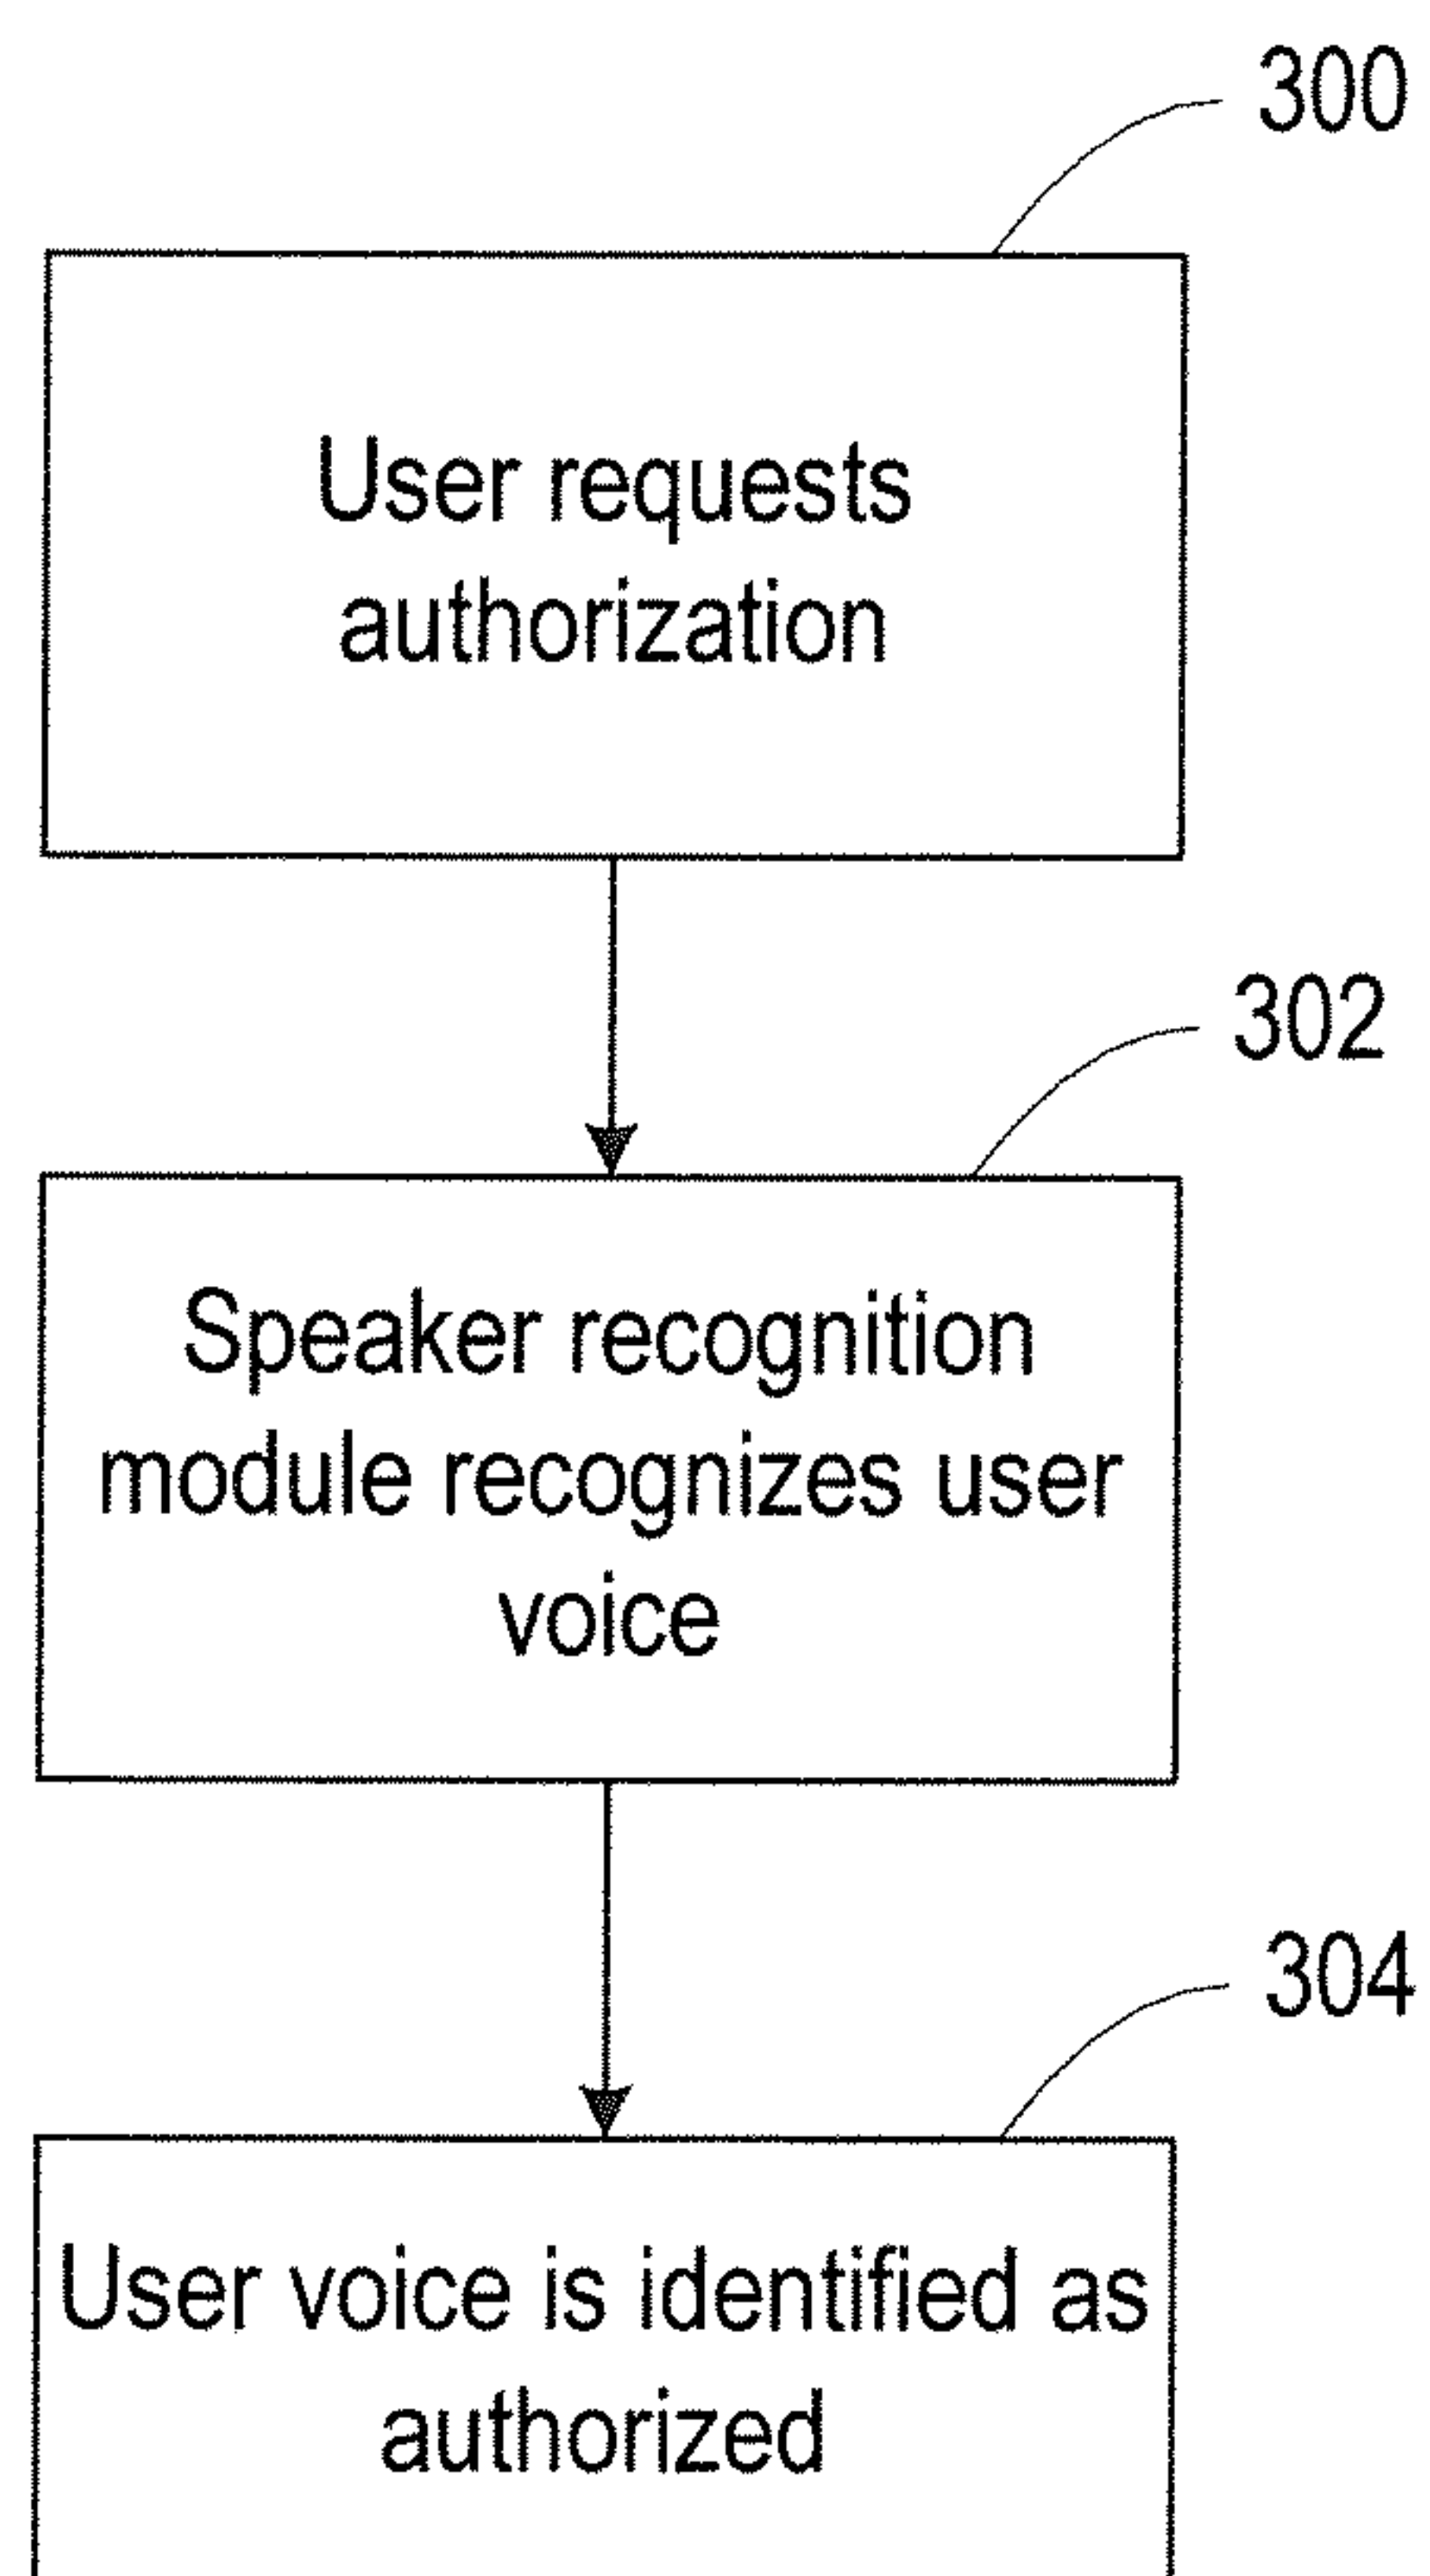 300
User requests
authorization
302
Speaker recognition
module recognizes user
voice
304
User voice is identified as
authorized